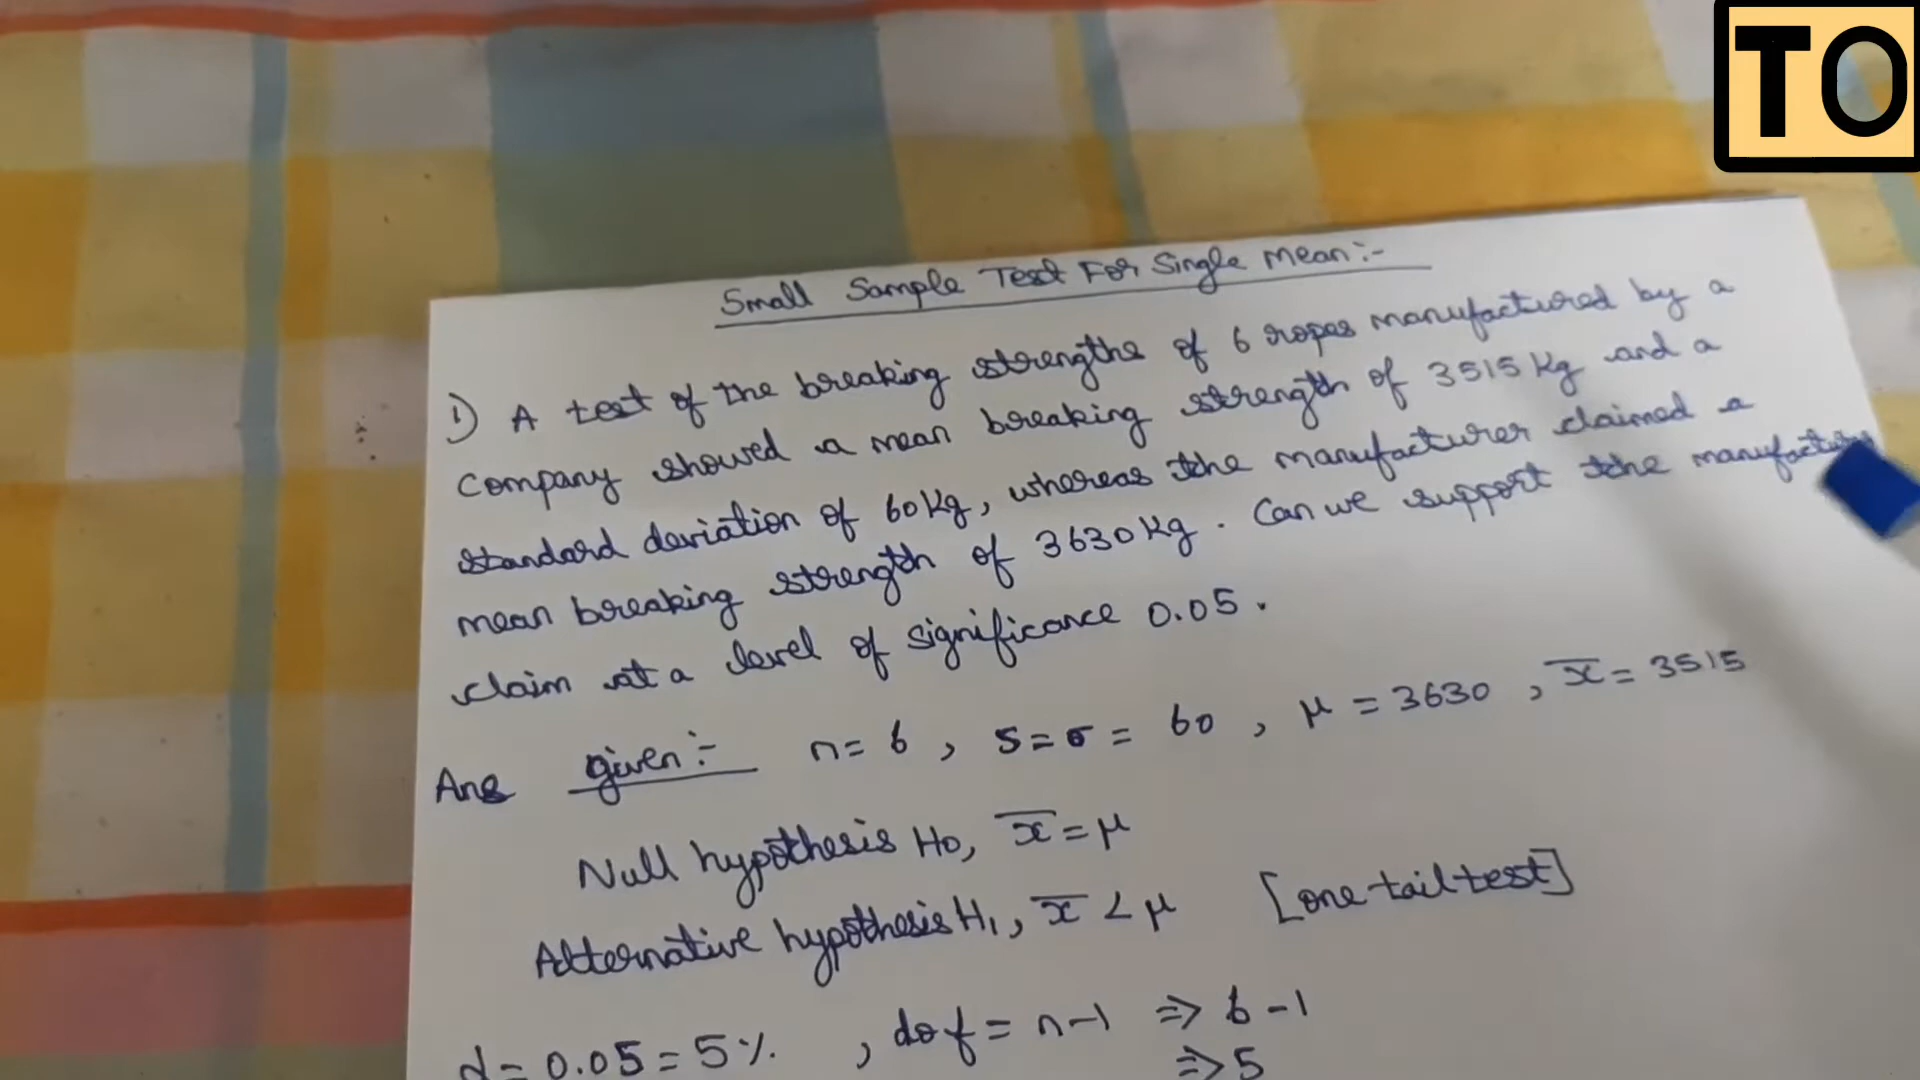 TO
Small Sample Test For Single Mean:-
1) A test of the breaking strengths of 6 ropes manufactured by a
company showed a mean breaking strength of 3515 kg and a
standard deviation of 60kg, whereas the manufacturer claimed a
mean breaking strength of 3630kg. Can we support the
claim at a level of significance 0.05.
Ans given:- n=6, S=σ=60, μ=3630, x̅=3515
Null hypothesis H0, x̅=μ
Alternative hypothesis H1, x̅<μ [one-tail test]
α=0.05=5%, dof=n-1 => 6-1
=>5